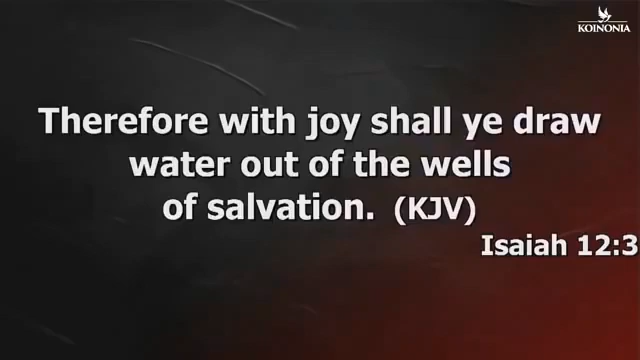 KOINONIA
Therefore with joy shall ye draw
water out of the wells
of salvation. (KJV)
Isaiah 12:3